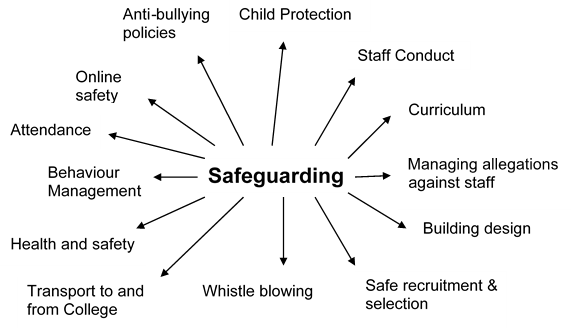 Anti-bullying
policies
Child Protection
Staff Conduct
Online
safety
Curriculum
Attendance
Managing allegations
against staff
Behaviour
Management
Safeguarding
Building design
Health and safety
Transport to and
from College
Whistle blowing
Safe recruitment &
selection